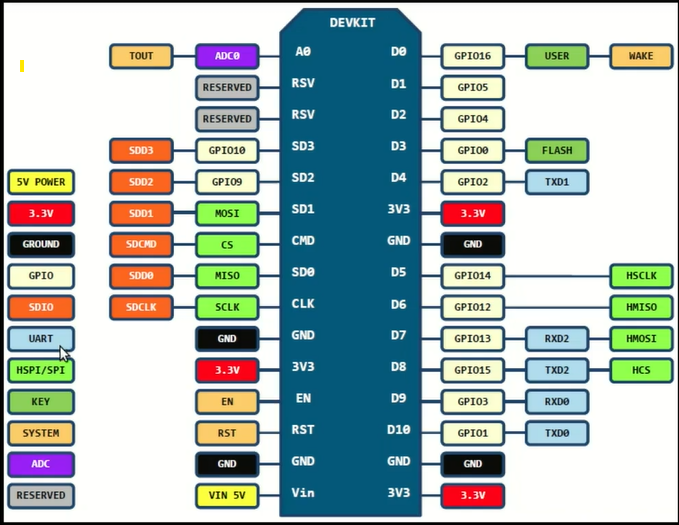 DEVKIT
TOUT ADC0 A0 D0 GPIO16 USER WAKE
RESERVED RSV D1 GPIO5
RESERVED RSV D2 GPIO4
SDD3 GPIO10 SD3 D3 GPIO0 FLASH
5V POWER SDD2 GPIO9 SD2 D4 GPIO2 TXD1
3.3V SDD1 MOSI SD1 3V3 3.3V
GROUND SDCMD CS CMD GND GND
GPIO SDD0 MISO SD0 D5 GPIO14 HSCLK
SDIO SDCLK SCLK CLK D6 GPIO12 HMISO
UART GND GND D7 GPIO13 RXD2 HMOSI
HSPI/SPI 3.3V 3V3 D8 GPIO15 TXD2 HCS
KEY EN EN D9 GPIO3 RXD0
SYSTEM RST RST D10 GPIO1 TXD0
ADC GND GND GND GND
RESERVED VIN 5V Vin 3V3 3.3V